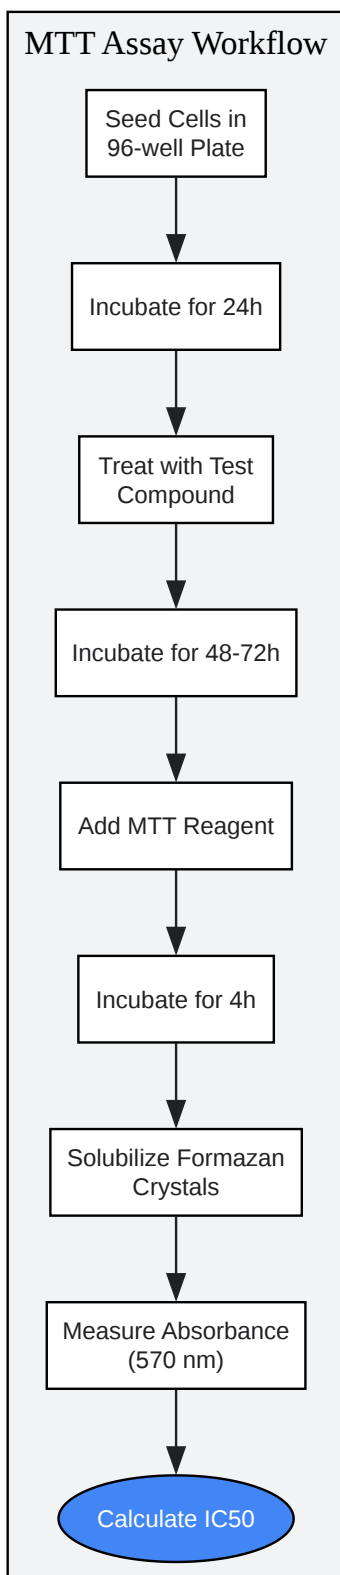 MTT Assay Workflow
Seed Cells in
96-well Plate
Incubate for 24h
Treat with Test
Compound
Incubate for 48-72h
Add MTT Reagent
Incubate for 4h
Solubilize Formazan
Crystals
Measure Absorbance
(570 nm)
Calculate IC50